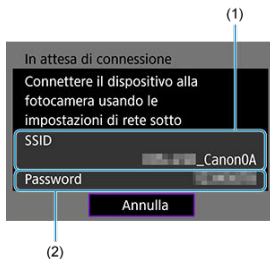 (1)
In attesa di connessione
Connettere il dispositivo alla
fotocamera usando le
impostazioni di rete sotto
SSID
_Canon0A
Password
Annulla
(2)